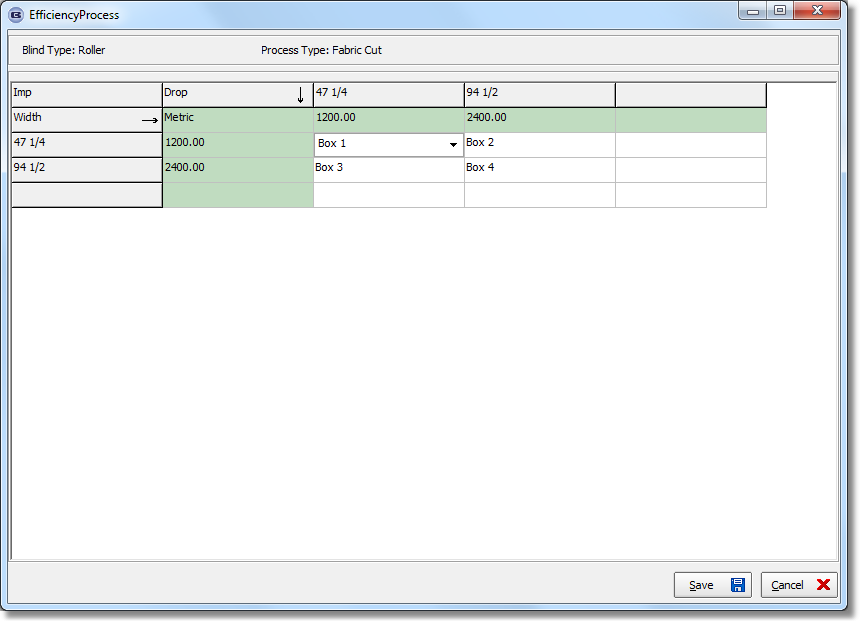 EfficiencyProcess
Blind Type: Roller Process Type: Fabric Cut
Imp Drop 47 1/4 94 1/2
Width Metric 1200.00 2400.00
47 1/4 1200.00 Box 1 Box 2
94 1/2 2400.00 Box 3 Box 4
Save Cancel